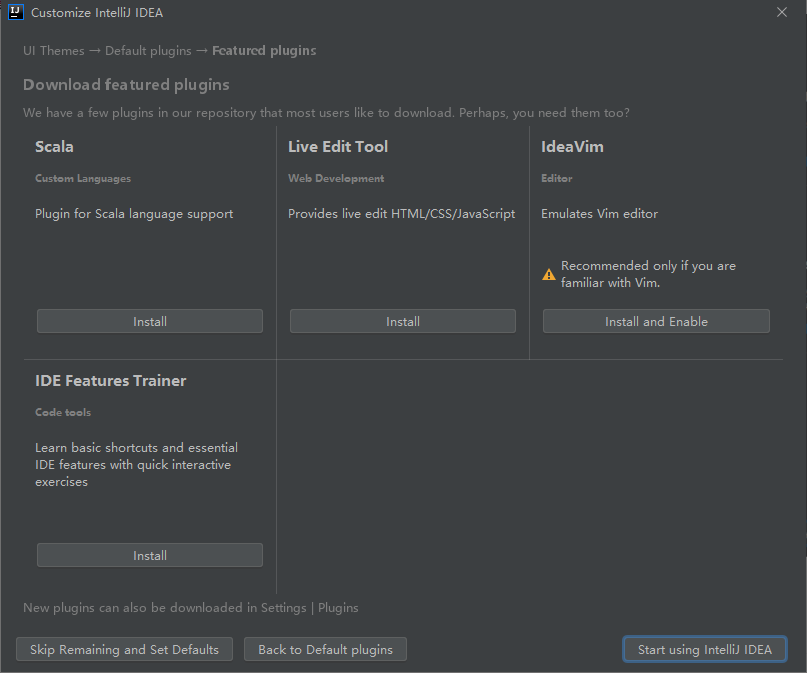 IJ
Customize IntelliJ IDEA
UI Themes → Default plugins → Featured plugins
Download featured plugins
We have a few plugins in our repository that most users like to download. Perhaps, you need them too?
Scala
Custom Languages
Plugin for Scala language support
Install
Live Edit Tool
Web Development
Provides live edit HTML/CSS/JavaScript
Install
IdeaVim
Editor
Emulates Vim editor
Recommended only if you are
familiar with Vim.
Install and Enable
IDE Features Trainer
Code tools
Learn basic shortcuts and essential
IDE features with quick interactive
exercises
Install
New plugins can also be downloaded in Settings | Plugins
Skip Remaining and Set Defaults
Back to Default plugins
Start using IntelliJ IDEA